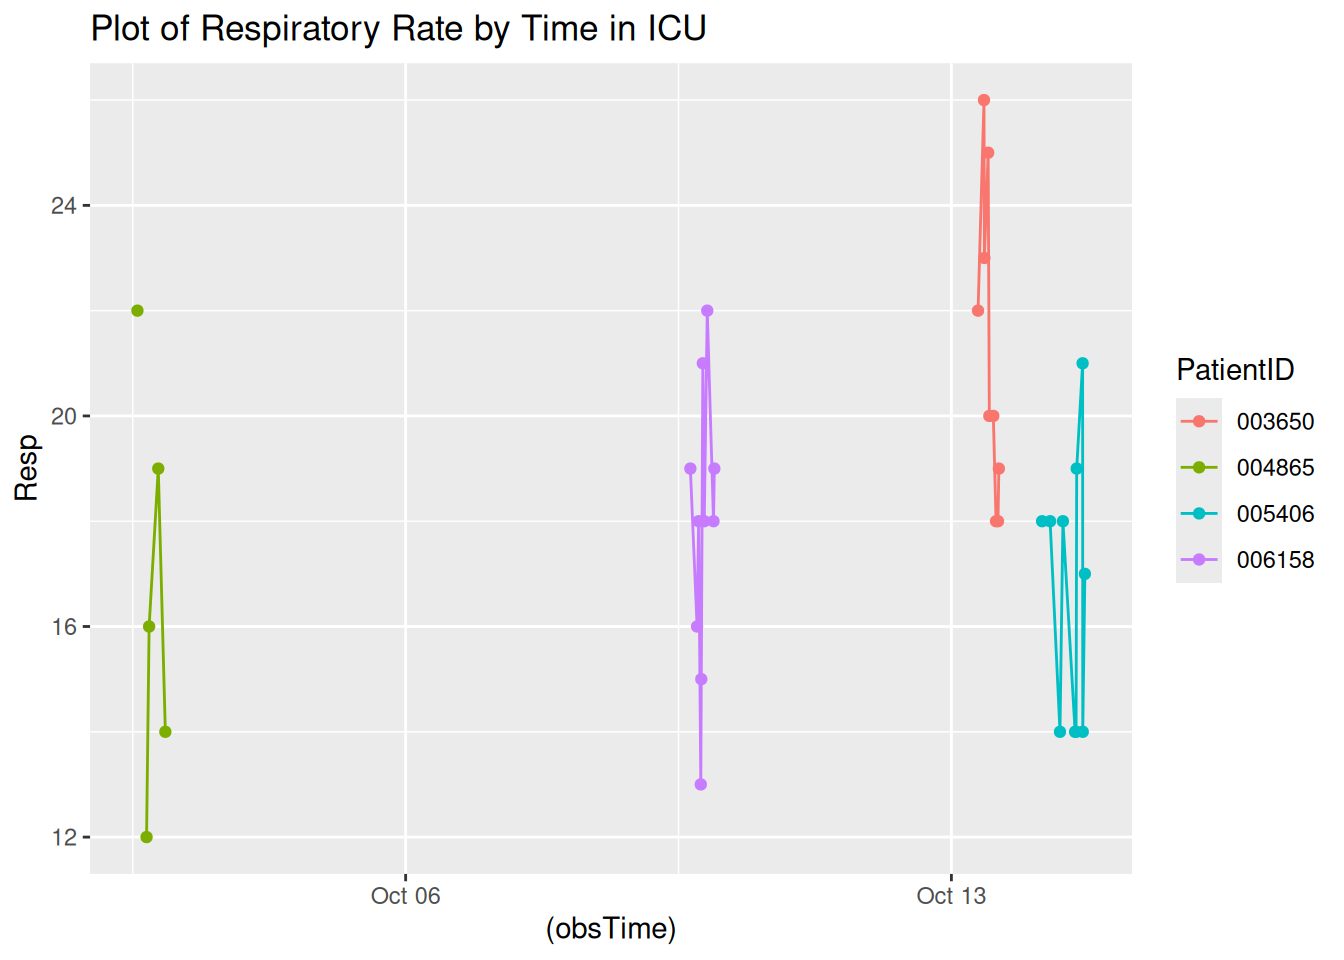 Plot of Respiratory Rate by Time in ICU
Resp
24
20
16
12
Oct 06
Oct 13
(obsTime)
PatientID
003650
004865
005406
006158